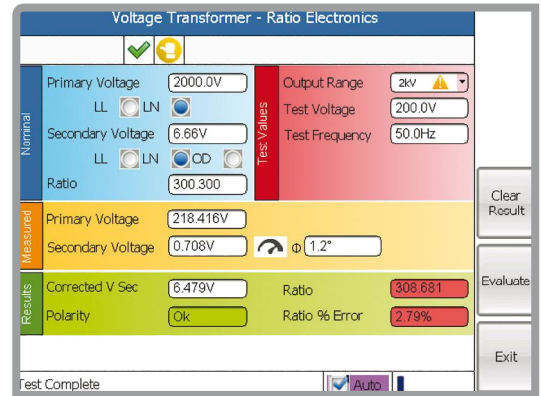 Voltage Transformer - Ratio Electronics
Nominal
Primary Voltage 2000.0V
LL LN
Secondary Voltage 6.66V
LL LN OD
Ratio 300.300
Test Values
Output Range 2kV
Test Voltage 200.0V
Test Frequency 50.0Hz
Measured
Primary Voltage 218.416V
Secondary Voltage 0.708V Φ 1.2°
Results
Corrected V Sec 6.479V Ratio 308.681
Polarity Ok Ratio % Error 2.79%
Test Complete Auto
Clear
Result
Evaluate
Exit